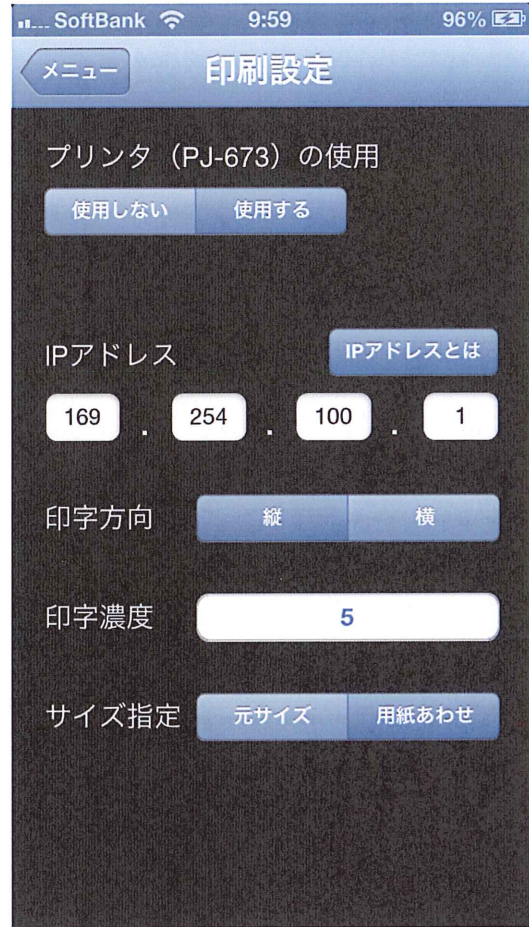 SoftBank 9:59 96%
メニュー 印刷設定
プリンタ（PJ-673）の使用
使用しない 使用する
IPアドレス IPアドレスとは
169 . 254 . 100 . 1
印字方向 縦 横
印字濃度 5
サイズ指定 元サイズ 用紙あわせ